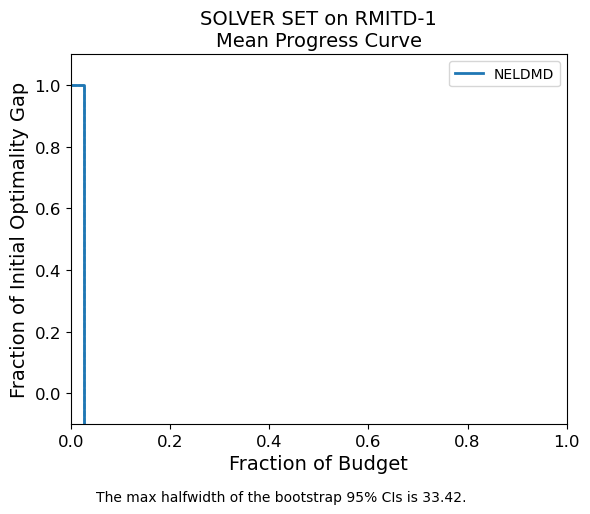 SOLVER SET on RMITD-1
Mean Progress Curve
NELDMD
Fraction of Initial Optimality Gap
1.0
0.8
0.6
0.4
0.2
0.0
0.0 0.2 0.4 0.6 0.8 1.0
Fraction of Budget
The max halfwidth of the bootstrap 95% CIs is 33.42.